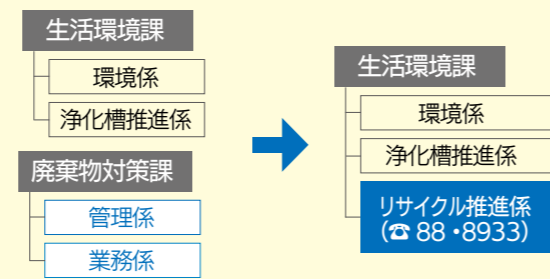 生活環境課
環境係
浄化槽推進係
廃棄物対策課
管理係
業務係
生活環境課
環境係
浄化槽推進係
リサイクル推進係
(☎ 88・8933)